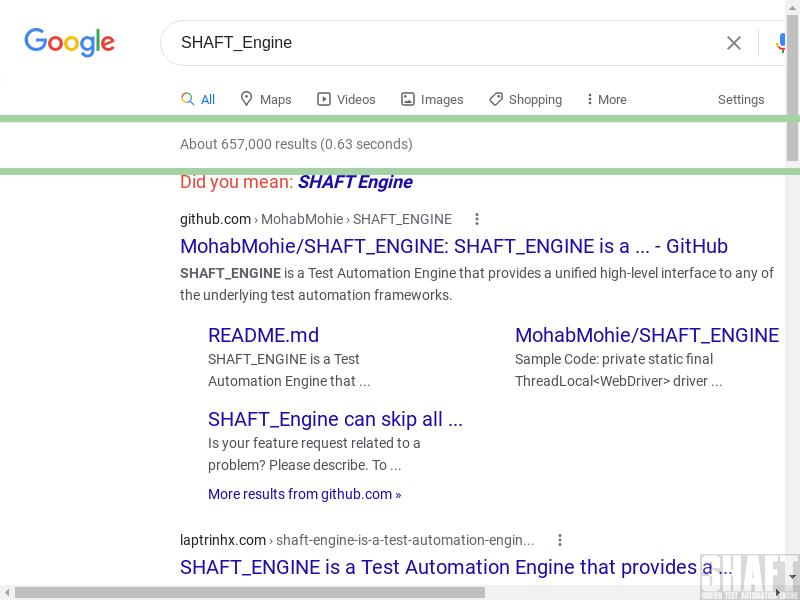 Google
SHAFT_Engine
All Maps Videos Images Shopping More Settings
About 657,000 results (0.63 seconds)
Did you mean: SHAFT Engine
github.com › MohabMohie › SHAFT_ENGINE
MohabMohie/SHAFT_ENGINE: SHAFT_ENGINE is a ... - GitHub
SHAFT_ENGINE is a Test Automation Engine that provides a unified high-level interface to any of
the underlying test automation frameworks.
README.md
SHAFT_ENGINE is a Test
Automation Engine that ...
MohabMohie/SHAFT_ENGINE
Sample Code: private static final
ThreadLocal<WebDriver> driver ...
SHAFT_Engine can skip all ...
Is your feature request related to a
problem? Please describe. To ...
More results from github.com »
laptrinhx.com › shaft-engine-is-a-test-automation-engin...
SHAFT_ENGINE is a Test Automation Engine that provides a ...
SHAFT